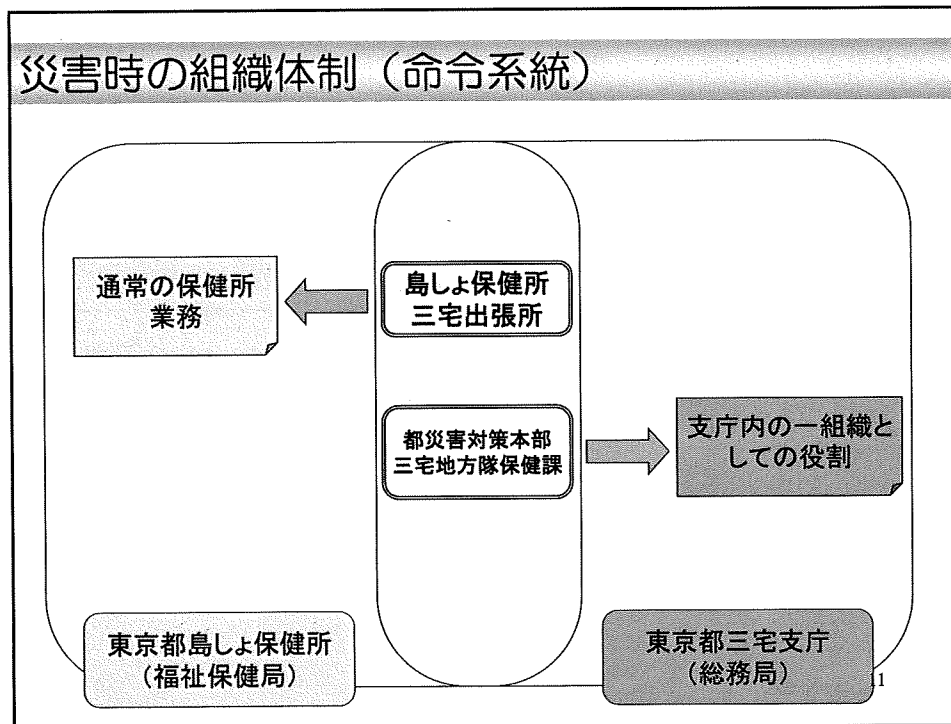 災害時の組織体制（命令系統）
通常の保健所
業務
島しょ保健所
三宅出張所
都災害対策本部
三宅地方隊保健課
支庁内の一組織と
しての役割
東京都島しょ保健所
（福祉保健局）
東京都三宅支庁
（総務局）
11